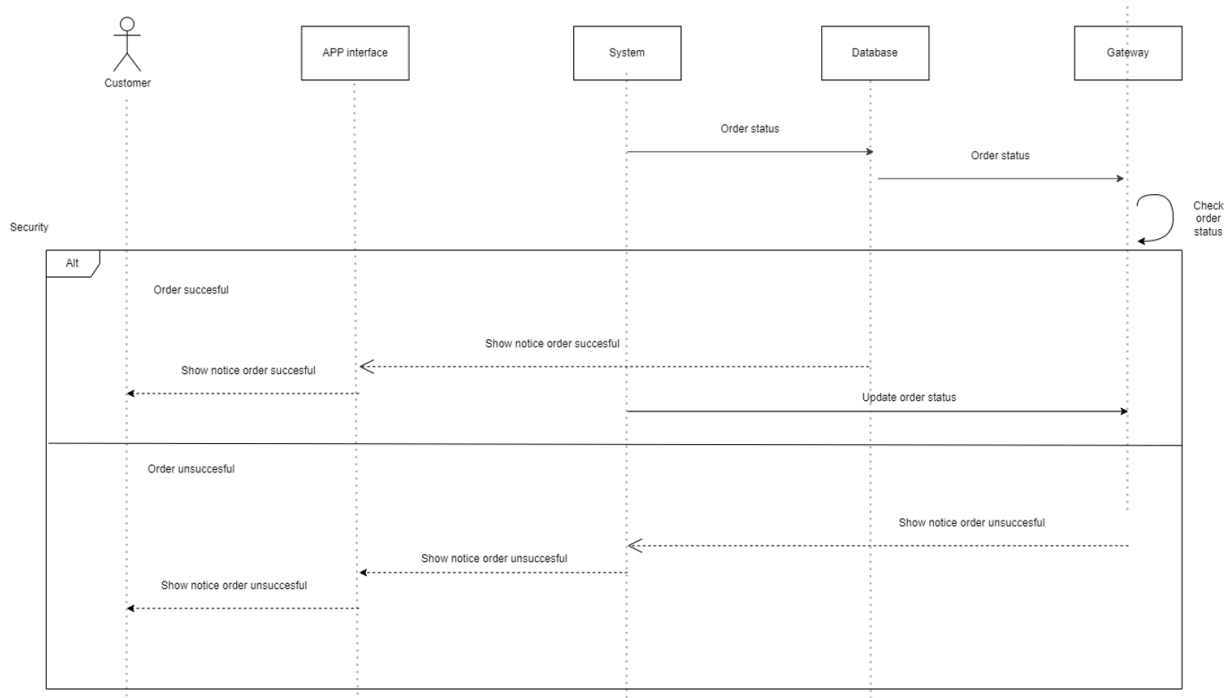 Customer
APP interface
System
Database
Gateway
Order status
Order status
Check
order
status
Security
Alt
Order succesful
Show notice order succesful
Show notice order succesful
Update order status
Order unsuccesful
Show notice order unsuccesful
Show notice order unsuccesful
Show notice order unsuccesful